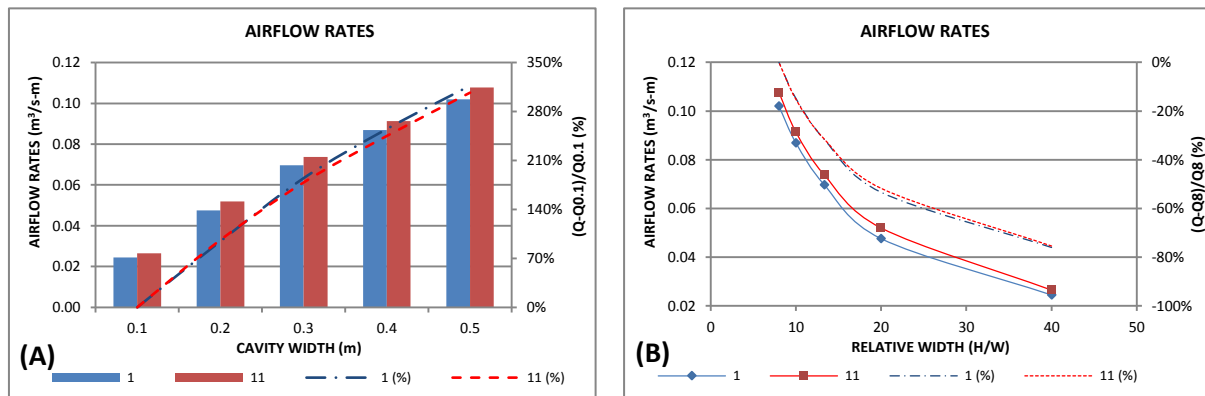 AIRFLOW RATES
AIRFLOW RATES (m³/s-m)
0.12
0.10
0.08
0.06
0.04
0.02
0.00
350%
280%
210%
140%
70%
0%
(Q-Q0.1)/Q0.1 (%)
0.1 0.2 0.3 0.4 0.5
CAVITY WIDTH (m)
(A)
1 11 1 (%) 11 (%)
AIRFLOW RATES
AIRFLOW RATES (m³/s-m)
0.12
0.10
0.08
0.06
0.04
0.02
0%
-20%
-40%
-60%
-80%
-100%
(Q-Q8)/Q8 (%)
0 10 20 30 40 50
RELATIVE WIDTH (H/W)
(B)
1 11 1 (%) 11 (%)